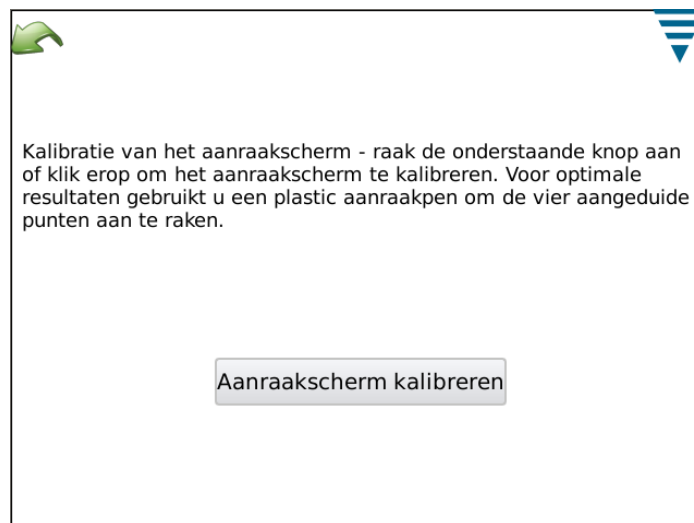 Kalibratie van het aanraakscherm - raak de onderstaande knop aan
of klik erop om het aanraakscherm te kalibreren. Voor optimale
resultaten gebruikt u een plastic aanraakpen om de vier aangeduide
punten aan te raken.
Aanraakscherm kalibreren